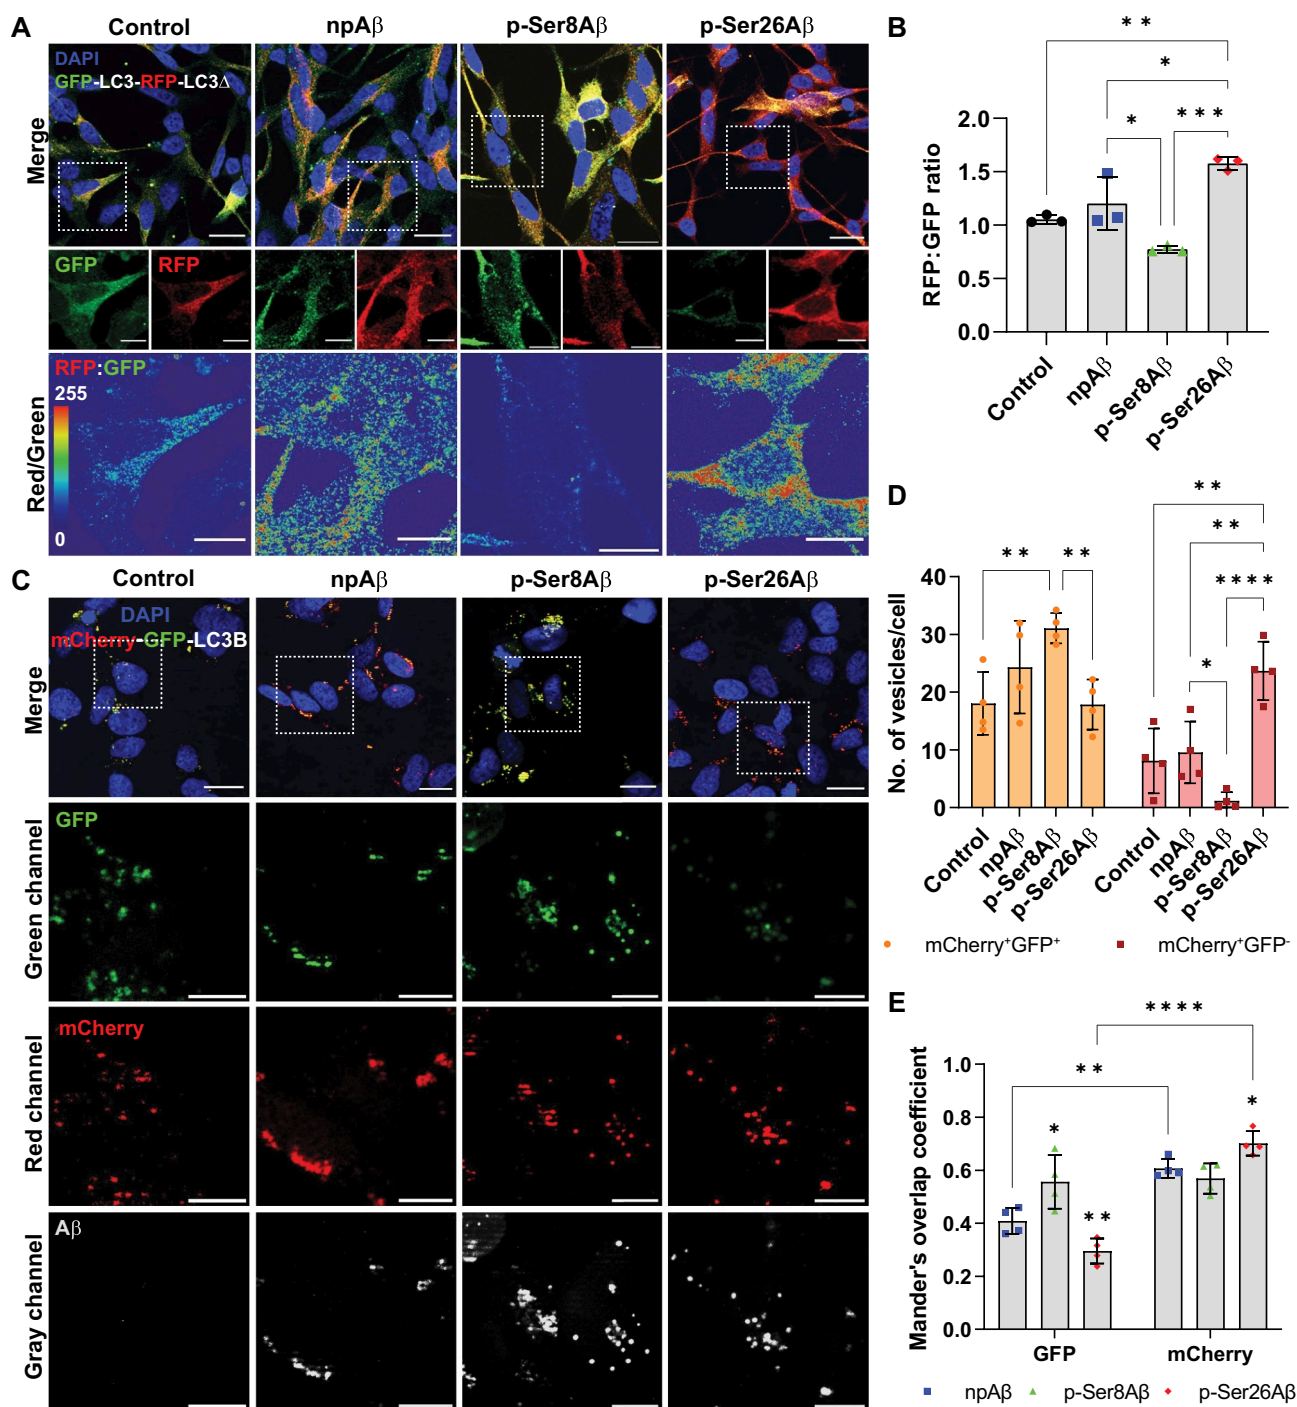 A
Control
npAβ
p-Ser8Aβ
p-Ser26Aβ
Merge
DAPI
GFP-LC3-RFP-LC3Δ
GFP
RFP
Red/Green
RFP:GFP
255
0
B
**
*
*
***
RFP:GFP ratio
2.0
1.5
1.0
0.5
0.0
Control
npAβ
p-Ser8Aβ
p-Ser26Aβ
C
Control
npAβ
p-Ser8Aβ
p-Ser26Aβ
Merge
DAPI
mCherry-GFP-LC3B
Green channel
GFP
Red channel
mCherry
Gray channel
Aβ
D
**
**
****
**
**
*
No. of vesicles/cell
40
30
20
10
0
Control
npAβ
p-Ser8Aβ
p-Ser26Aβ
Control
npAβ
p-Ser8Aβ
p-Ser26Aβ
mCherry⁺GFP⁺
mCherry⁺GFP⁻
E
****
**
*
*
**
Mander's overlap coefficient
1.0
0.8
0.6
0.4
0.2
0.0
GFP
mCherry
npAβ
p-Ser8Aβ
p-Ser26Aβ